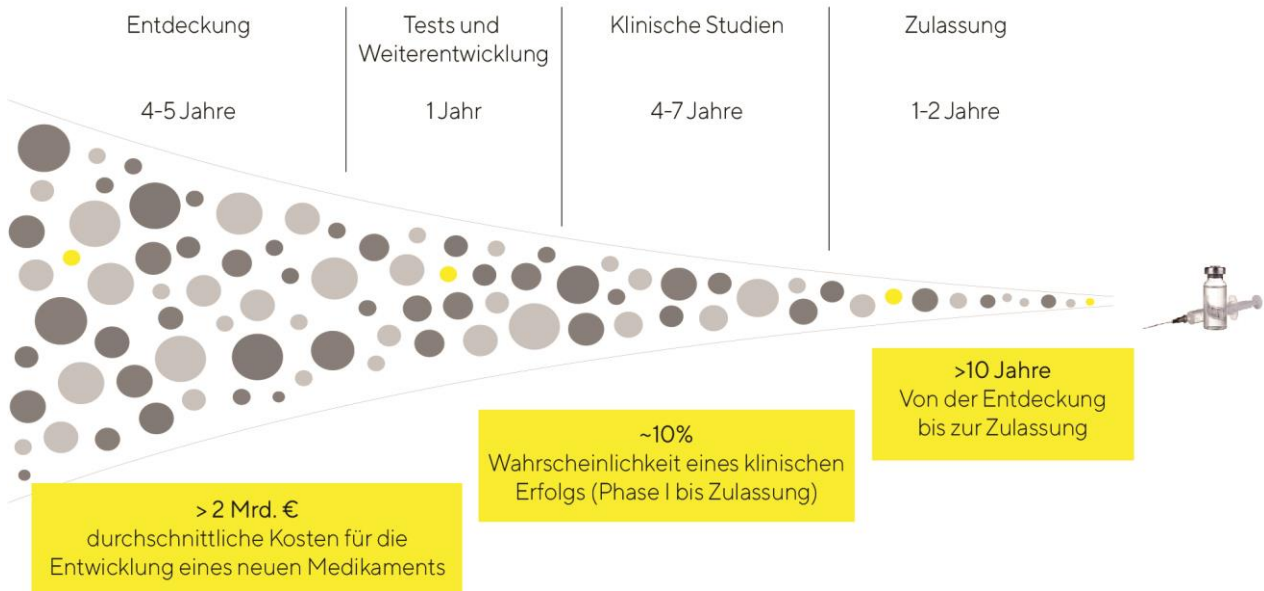 Entdeckung
4-5 Jahre
Tests und
Weiterentwicklung
1 Jahr
Klinische Studien
4-7 Jahre
Zulassung
1-2 Jahre
>10 Jahre
Von der Entdeckung
bis zur Zulassung
~10%
Wahrscheinlichkeit eines klinischen
Erfolgs (Phase I bis Zulassung)
> 2 Mrd. €
durchschnittliche Kosten für die
Entwicklung eines neuen Medikaments